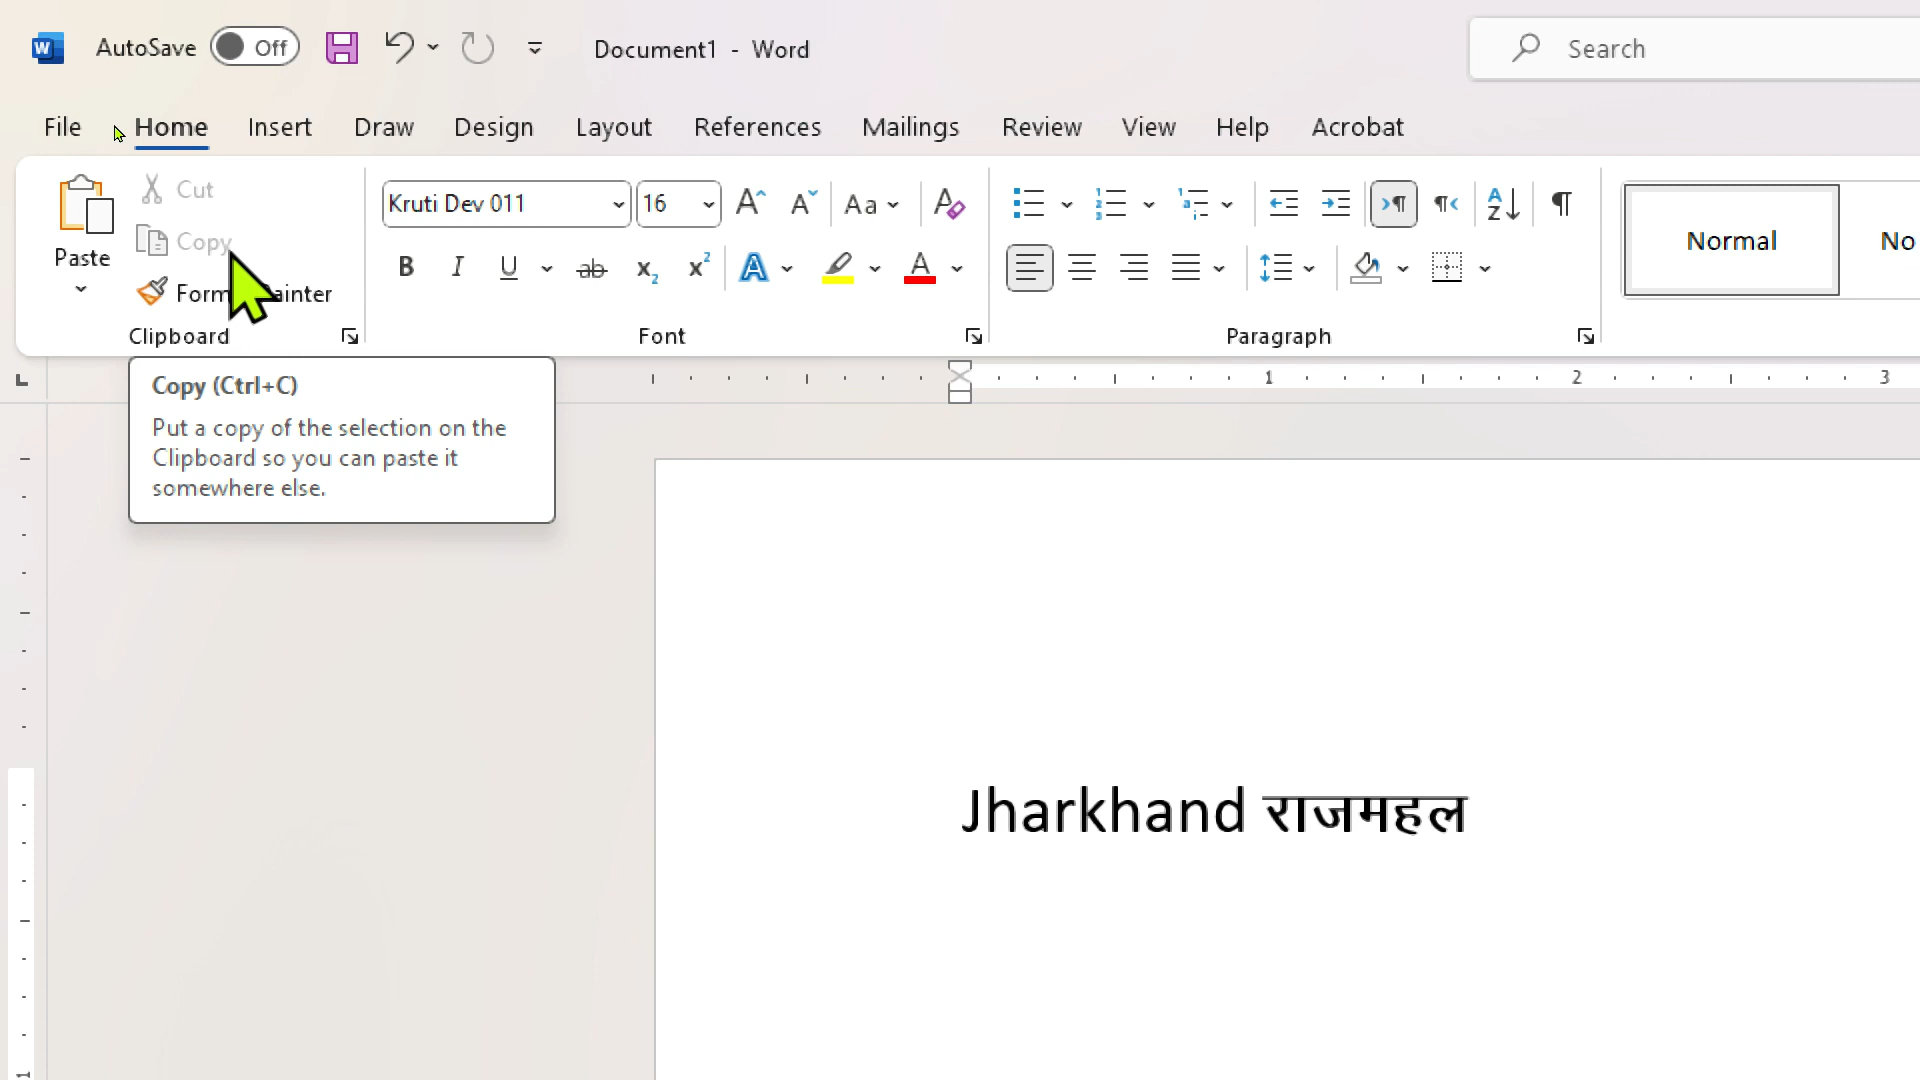 AutoSave Off Document1 - Word Search
File Home Insert Draw Design Layout References Mailings Review View Help Acrobat
Paste
Cut
Copy
Clipboard
Kruti Dev 011 16
Font
Paragraph
Normal
No
1 2 3
Copy (Ctrl+C)
Put a copy of the selection on the
Clipboard so you can paste it
somewhere else.
Jharkhand राजमहल